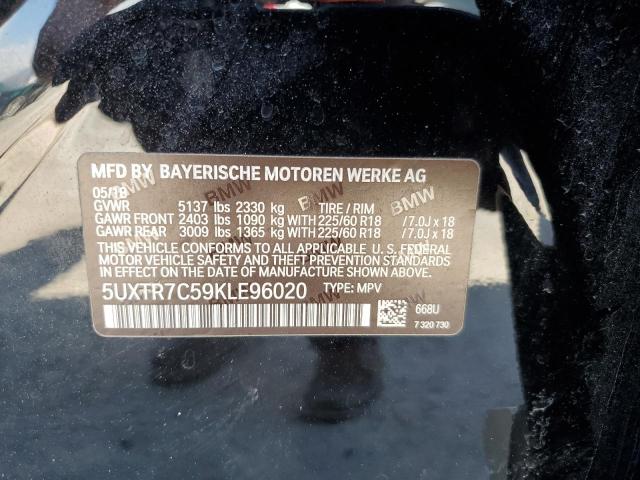 MFD BY BAYERISCHE MOTOREN WERKE AG
05/18
GVWR 5137 lbs 2330 kg TIRE / RIM
GAWR FRONT 2403 lbs 1090 kg WITH 225/60 R18 /7.0J x 18
GAWR REAR 3009 lbs 1365 kg WITH 225/60 R18 /7.0J x 18
THIS VEHICLE CONFORMS TO ALL APPLICABLE U. S. FEDERAL
MOTOR VEHICLE SAFETY, BUMPER, AND THEFT PREVENTION
STANDARDS IN EFFECT ON THE DATE OF MANUFACTURE SHOWN ABOVE.
5UXTR7C59KLE96020 TYPE: MPV
668U
7 320 730